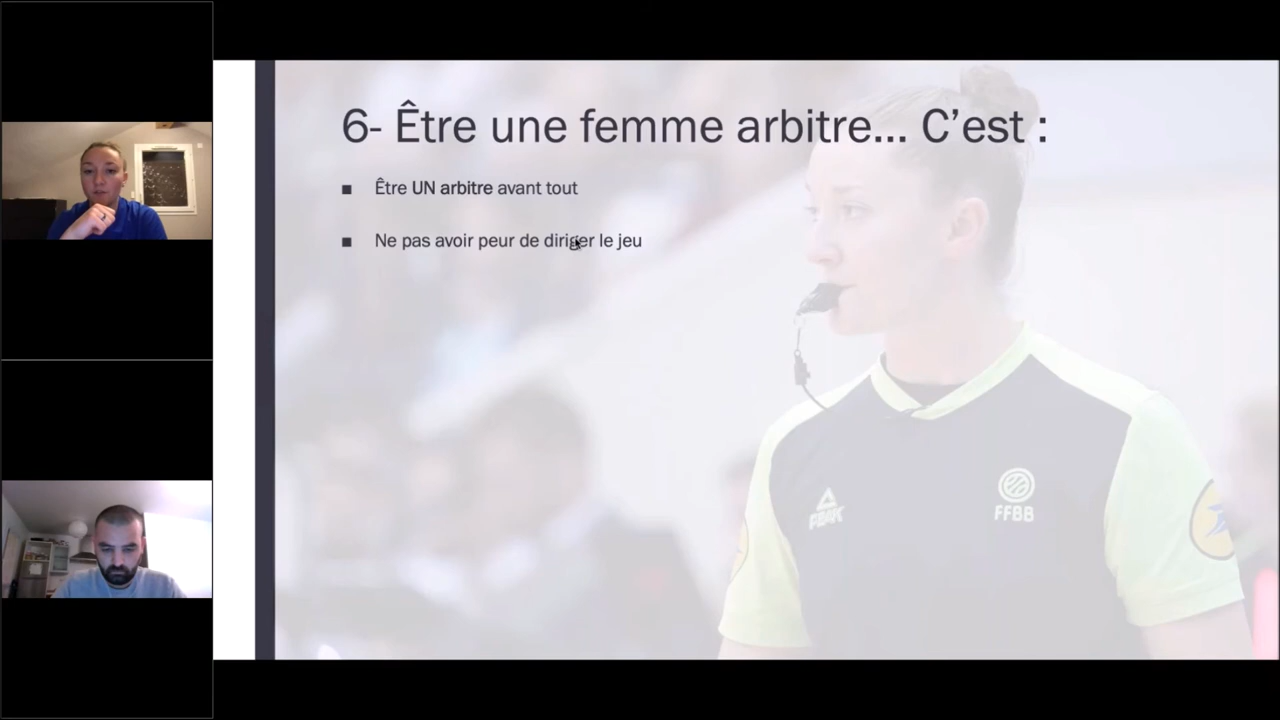 6- Être une femme arbitre... C’est :
■ Être UN arbitre avant tout
■ Ne pas avoir peur de diriger le jeu
PEAK
FFBB